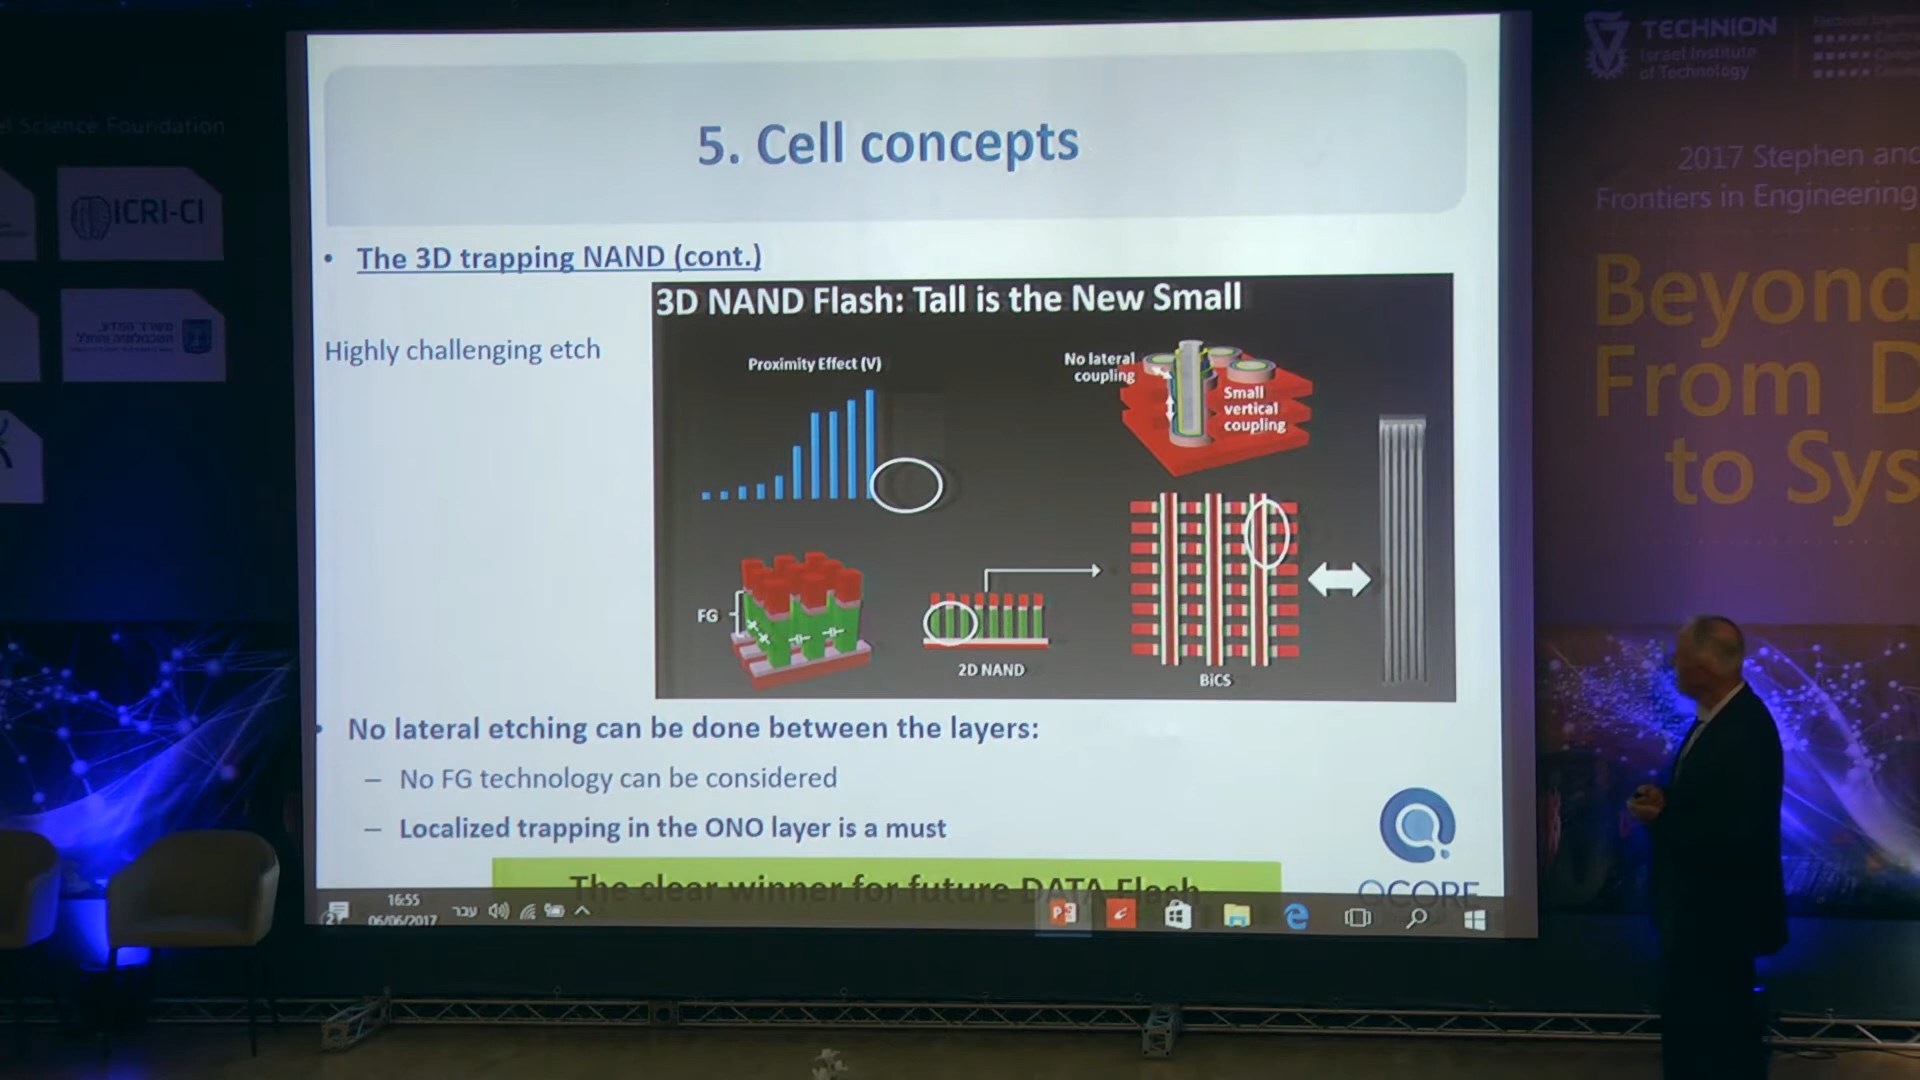 5. Cell concepts
• The 3D trapping NAND (cont.)
Highly challenging etch
3D NAND Flash: Tall is the New Small
Proximity Effect (V)
No lateral
coupling
Small
vertical
coupling
FG
2D NAND
BiCS
• No lateral etching can be done between the layers:
– No FG technology can be considered
– Localized trapping in the ONO layer is a must
The clear winner for future DATA Flash
QCORE
16:55
06/06/2017
עבר
Science Foundation
ICRI-CI
TECHNION
Israel Institute
of Technology
2017 Stephen and
Frontiers in Engineering
Beyond
From D
to Sys